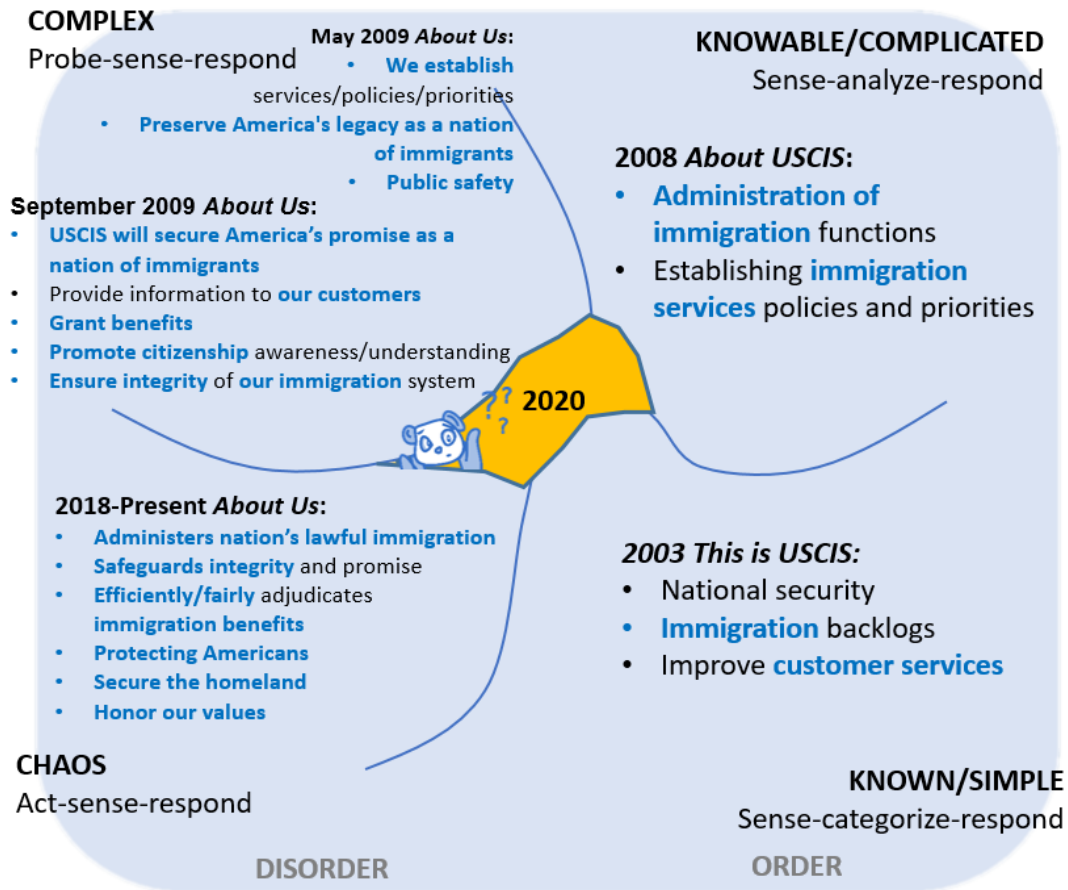 COMPLEX
Probe-sense-respond
May 2009 About Us:
• We establish
services/policies/priorities
• Preserve America's legacy as a nation
of immigrants
• Public safety
September 2009 About Us:
• USCIS will secure America’s promise as a
nation of immigrants
• Provide information to our customers
• Grant benefits
• Promote citizenship awareness/understanding
• Ensure integrity of our immigration system
KNOWABLE/COMPLICATED
Sense-analyze-respond
2008 About USCIS:
• Administration of
immigration functions
• Establishing immigration
services policies and priorities
? ?
?
2020
2018-Present About Us:
• Administers nation’s lawful immigration
• Safeguards integrity and promise
• Efficiently/fairly adjudicates
immigration benefits
• Protecting Americans
• Secure the homeland
• Honor our values
CHAOS
Act-sense-respond
2003 This is USCIS:
• National security
• Immigration backlogs
• Improve customer services
KNOWN/SIMPLE
Sense-categorize-respond
DISORDER
ORDER